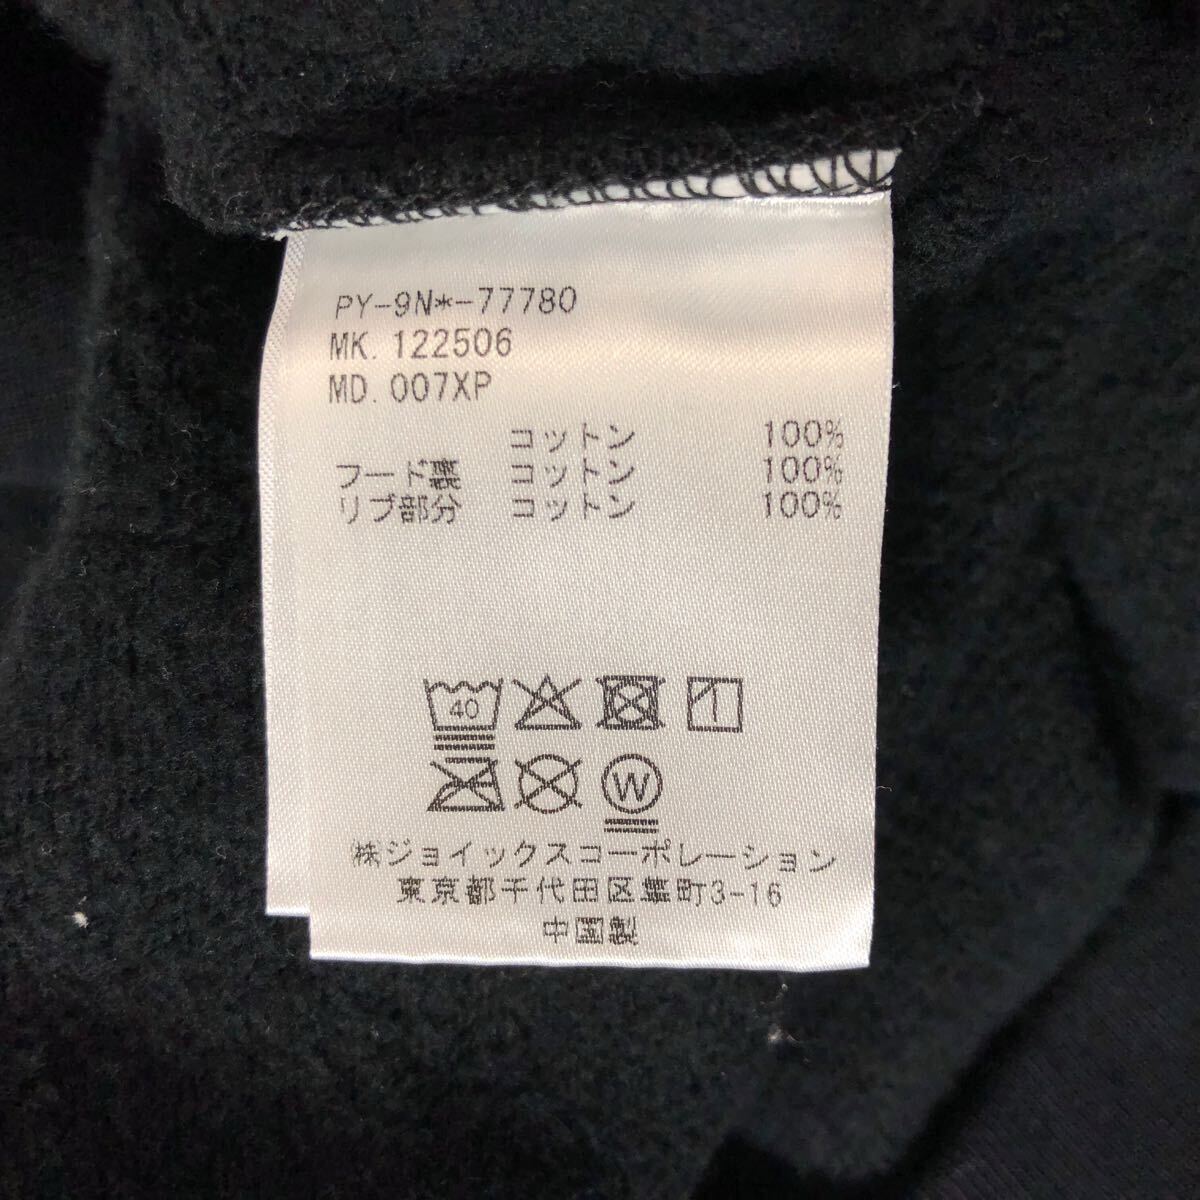 PY-9N*-77780
MK. 122506
MD. 007XP
コットン 100%
フード裏 コットン 100%
リブ部分 コットン 100%
40
W
㈱ジョイックスコーポレーション
東京都千代田区隼町3-16
中国製